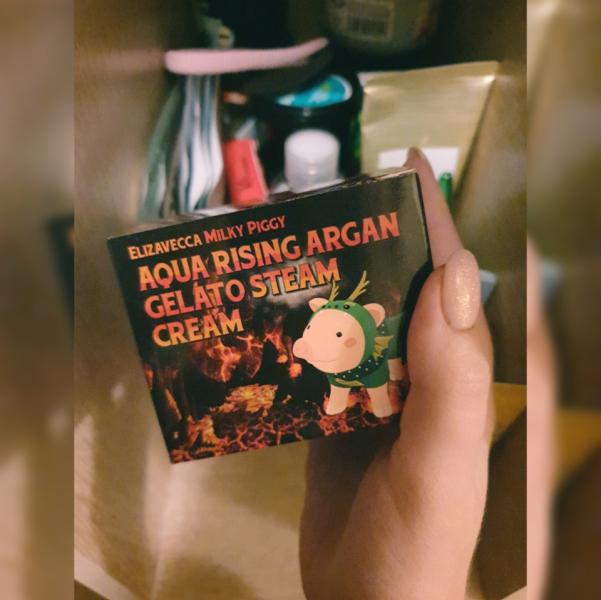 Elizavecca Milky Piggy
AQUA RISING ARGAN
GELATO STEAM
CREAM